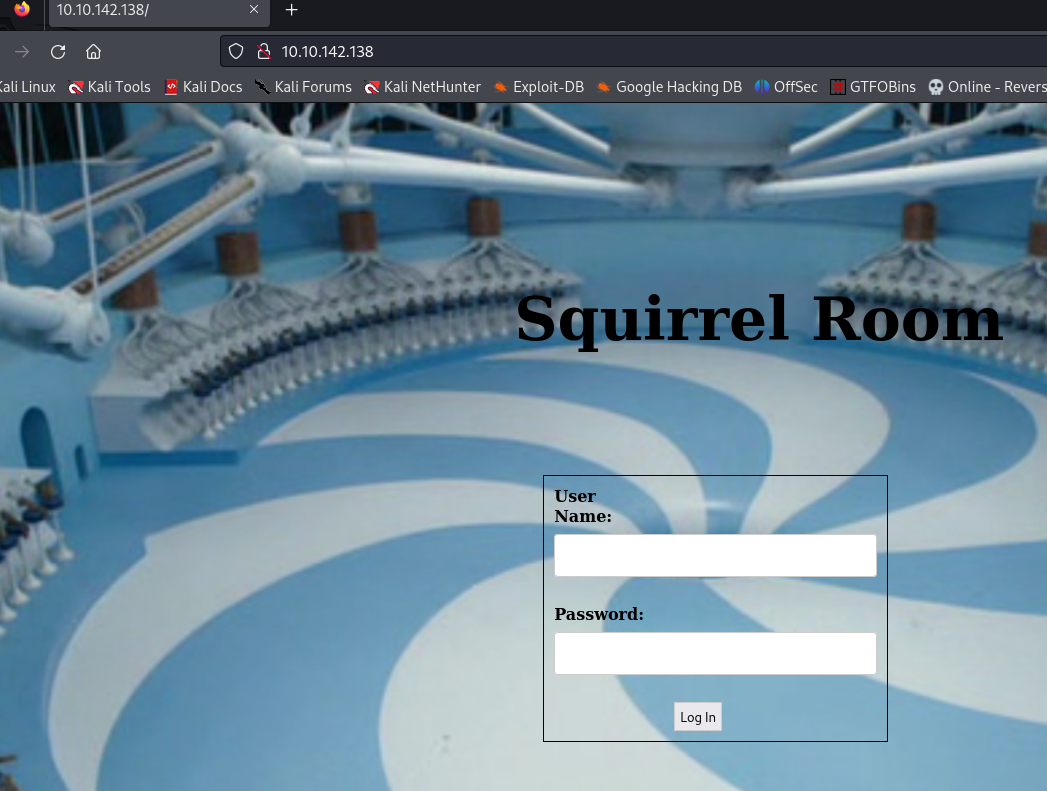 10.10.142.138/
10.10.142.138
Kali Linux Kali Tools Kali Docs Kali Forums Kali NetHunter Exploit-DB Google Hacking DB OffSec GTFOBins Online - Revers
Squirrel Room
User
Name:
Password:
Log In